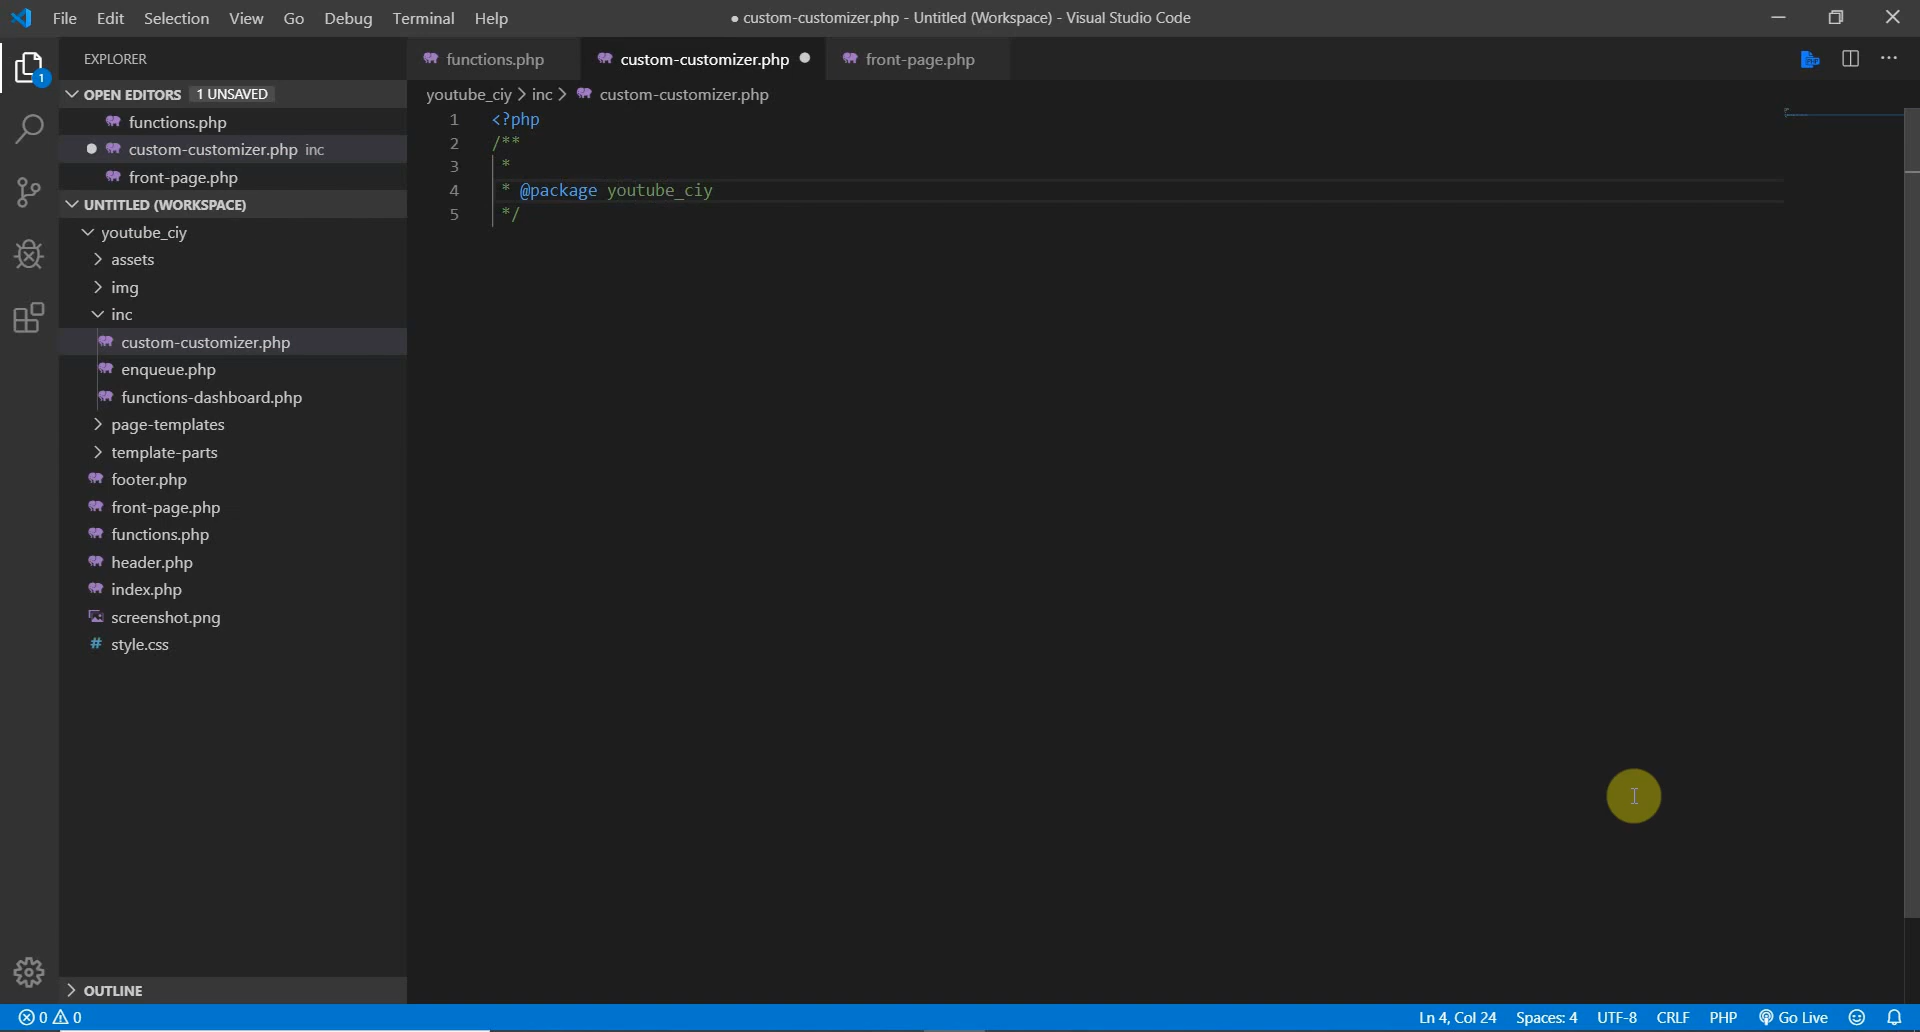 File Edit Selection View Go Debug Terminal Help
● custom-customizer.php - Untitled (Workspace) - Visual Studio Code
EXPLORER
1
OPEN EDITORS 1 UNSAVED
functions.php
custom-customizer.php inc
front-page.php
UNTITLED (WORKSPACE)
youtube_ciy
assets
img
inc
custom-customizer.php
enqueue.php
functions-dashboard.php
page-templates
template-parts
footer.php
front-page.php
functions.php
header.php
index.php
screenshot.png
# style.css
OUTLINE
functions.php custom-customizer.php front-page.php
youtube_ciy > inc > custom-customizer.php
1 <?php
2 /**
3 *
4 * @package youtube_ciy
5 */
0 0
Ln 4, Col 24 Spaces: 4 UTF-8 CRLF PHP Go Live